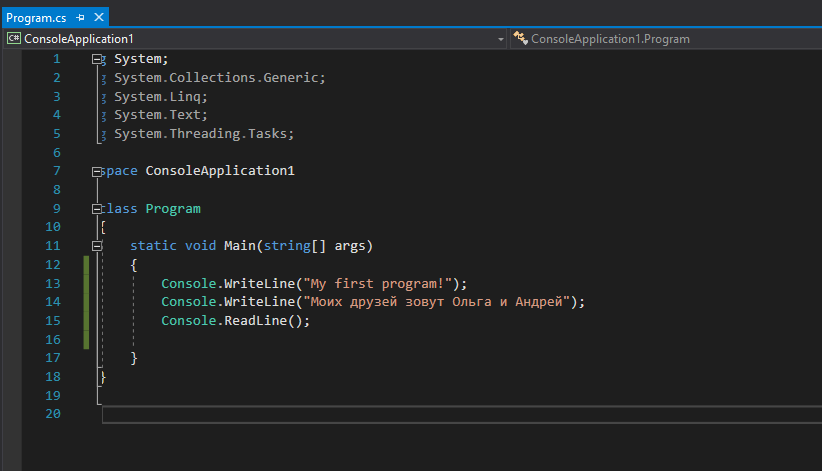 Program.cs
C# ConsoleApplication1 ConsoleApplication1.Program
1 g System;
2 g System.Collections.Generic;
3 g System.Linq;
4 g System.Text;
5 g System.Threading.Tasks;
6
7 space ConsoleApplication1
8
9 class Program
10 {
11 static void Main(string[] args)
12 {
13 Console.WriteLine("My first program!");
14 Console.WriteLine("Моих друзей зовут Ольга и Андрей");
15 Console.ReadLine();
16
17 }
18 }
19
20